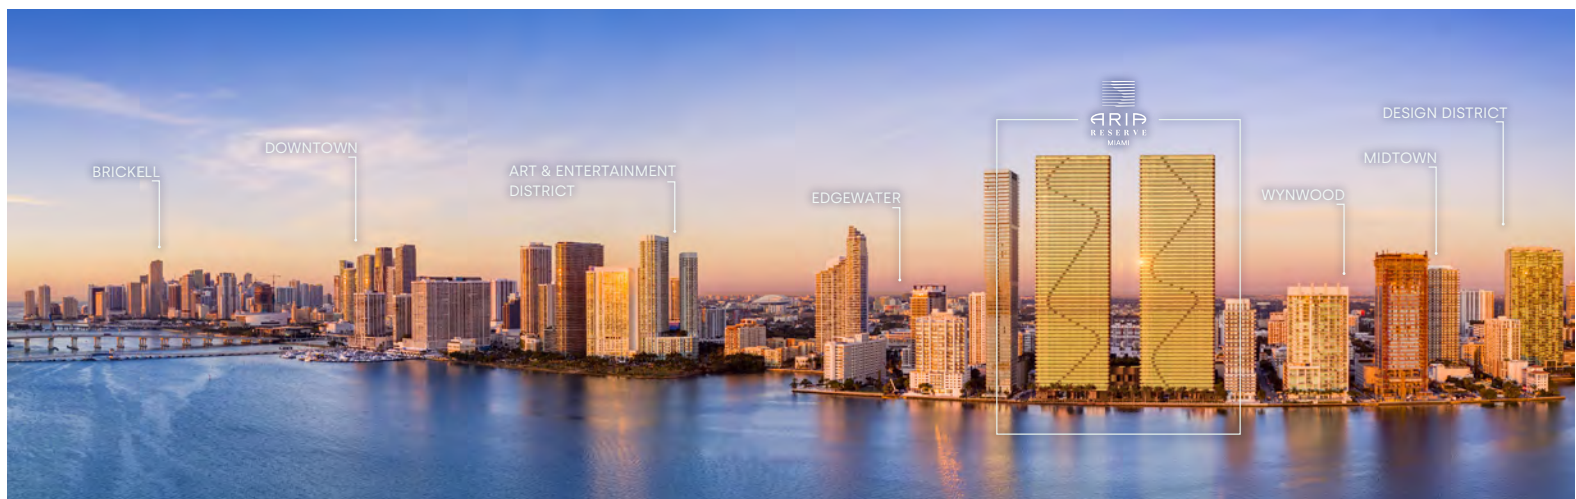 BRICKELL
DOWNTOWN
ART & ENTERTAINMENT
DISTRICT
EDGEWATER
ARIA
RESERVE
MIAMI
WYNWOOD
MIDTOWN
DESIGN DISTRICT